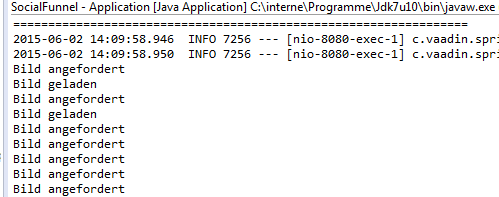 SocialFunnel - Application [Java Application] C:\interne\Programme\Jdk7u10\bin\javaw.exe
========================================================================
2015-06-02 14:09:58.946  INFO 7256 --- [nio-8080-exec-1] c.vaadin.spri
2015-06-02 14:09:58.950  INFO 7256 --- [nio-8080-exec-1] c.vaadin.spri
Bild angefordert
Bild geladen
Bild angefordert
Bild geladen
Bild angefordert
Bild angefordert
Bild angefordert
Bild angefordert
Bild angefordert